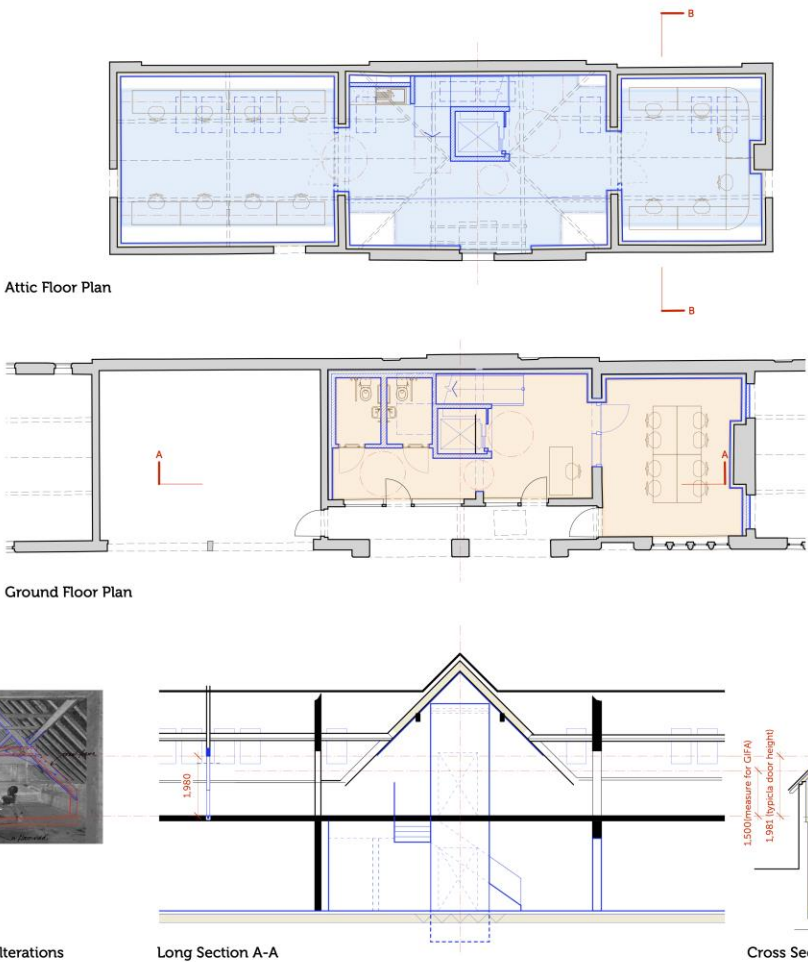 B
Attic Floor Plan
B
A
A
Ground Floor Plan
1,980
1,500(measure for GIFA)
1,981 (typicla door height)
lterations
Long Section A-A
Cross Sec